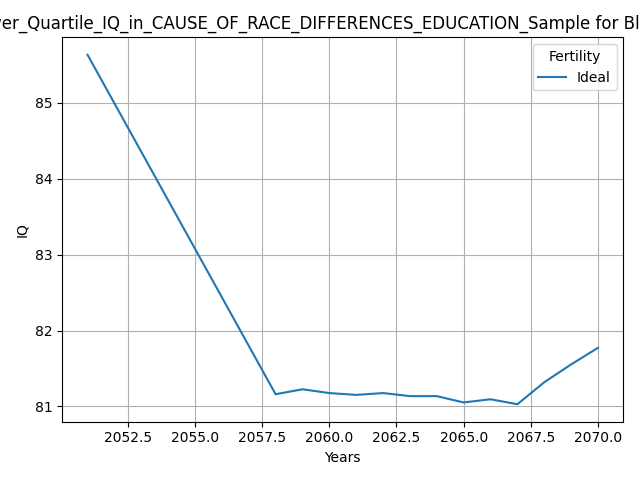 er_Quartile_IQ_in_CAUSE_OF_RACE_DIFFERENCES_EDUCATION_Sample for Bl
Fertility
Ideal
85
84
83
82
81
IQ
2052.5 2055.0 2057.5 2060.0 2062.5 2065.0 2067.5 2070.0
Years